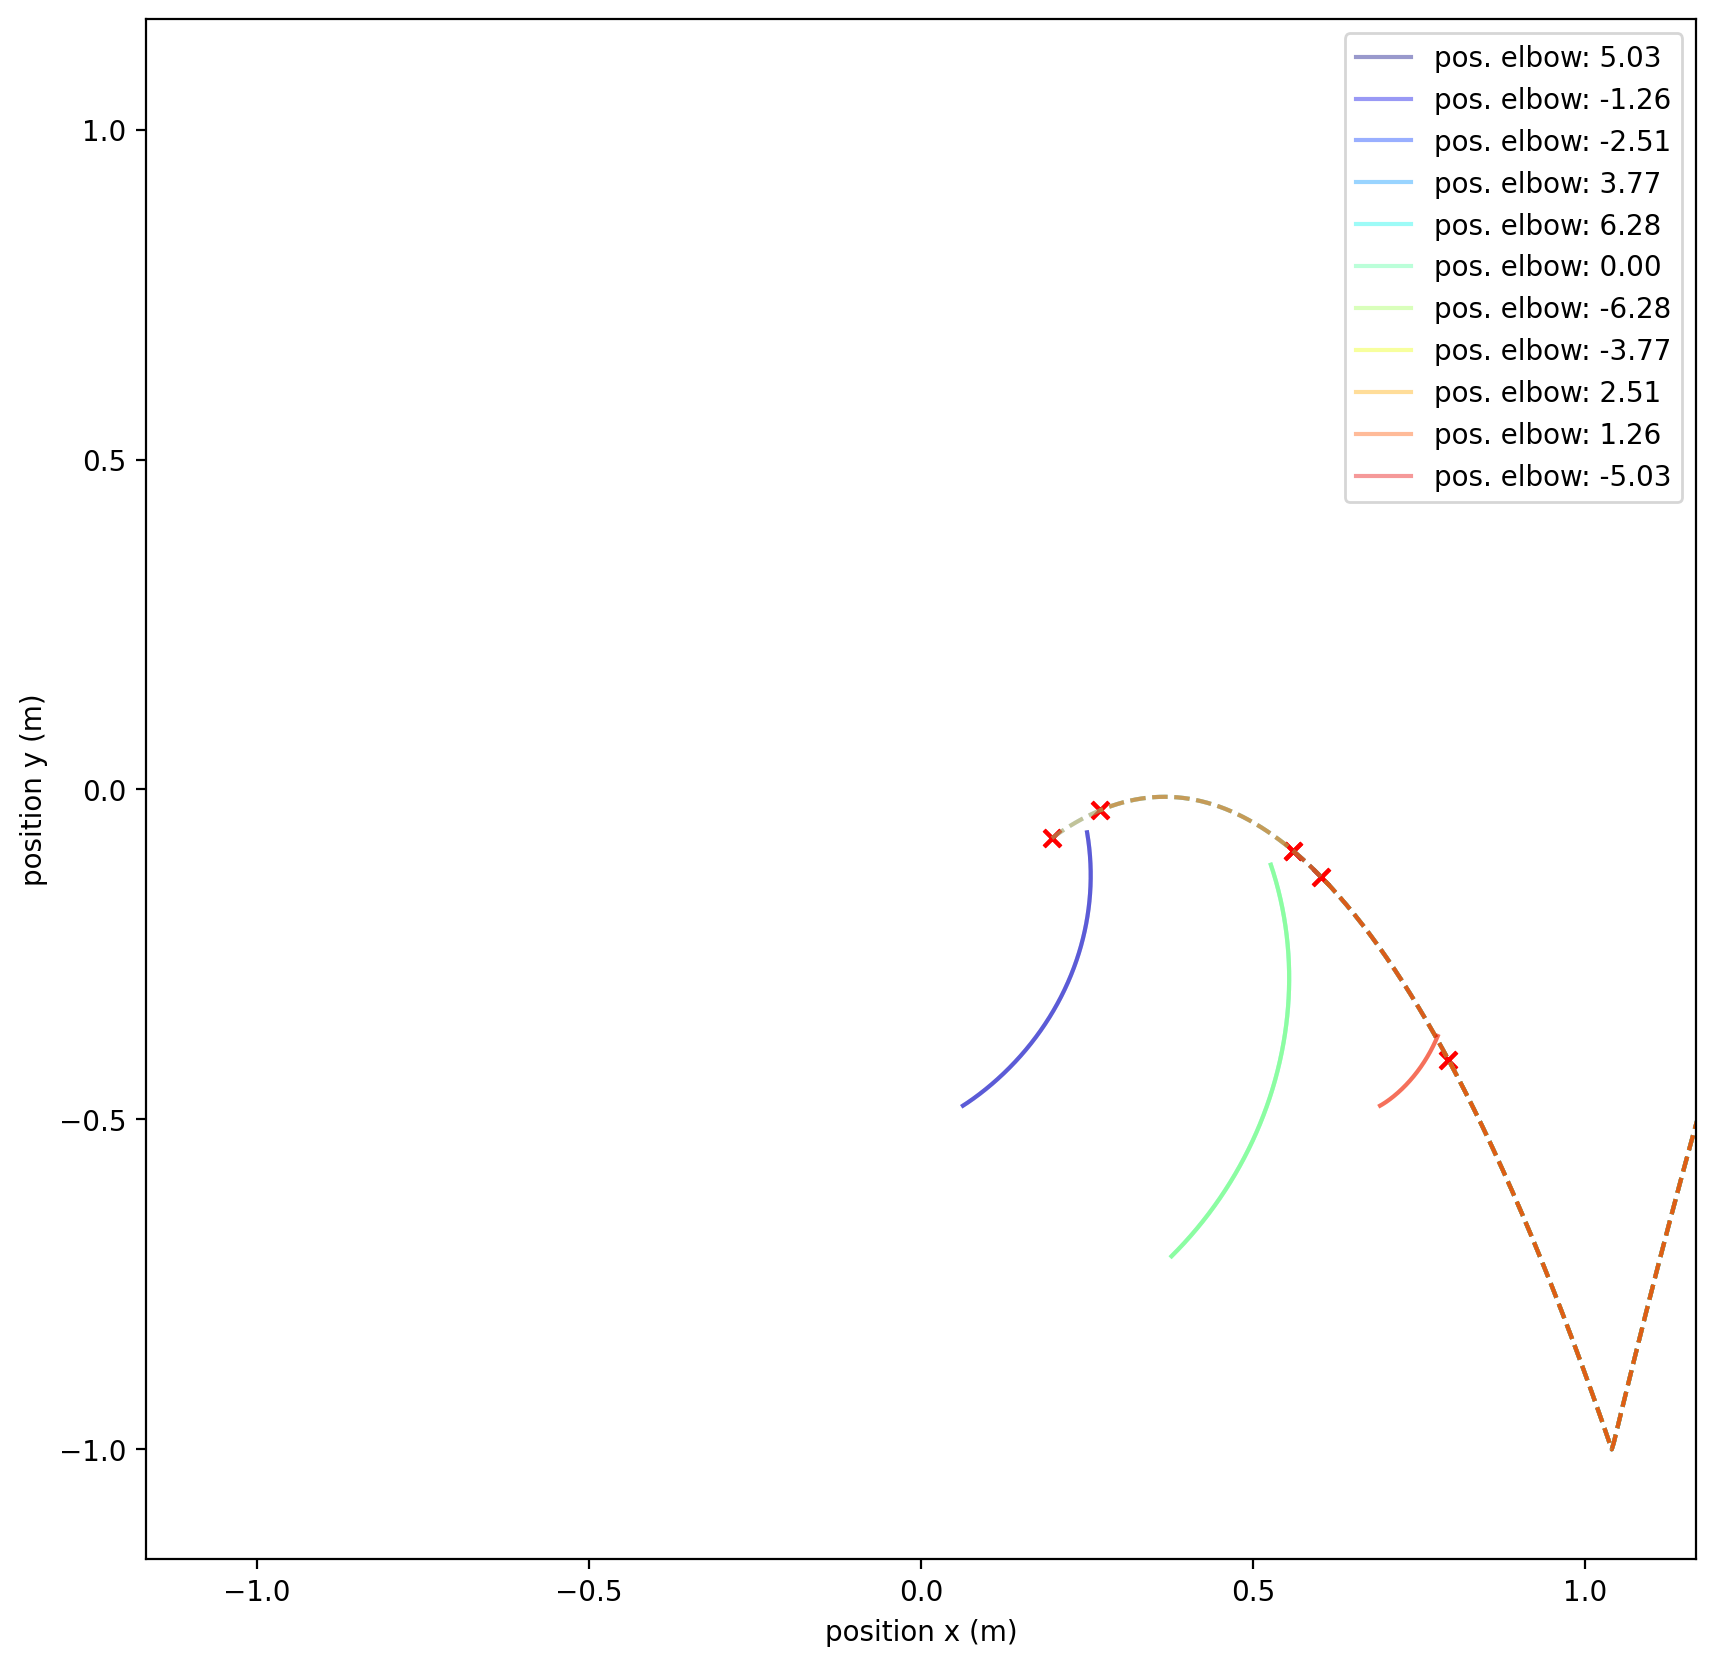 pos. elbow: 5.03
pos. elbow: -1.26
pos. elbow: -2.51
pos. elbow: 3.77
pos. elbow: 6.28
pos. elbow: 0.00
pos. elbow: -6.28
pos. elbow: -3.77
pos. elbow: 2.51
pos. elbow: 1.26
pos. elbow: -5.03
1.0
0.5
0.0
−0.5
−1.0
position y (m)
−1.0 −0.5 0.0 0.5 1.0
position x (m)